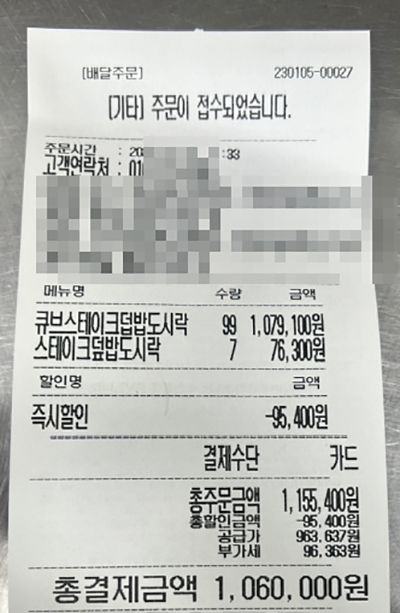 [배달주문] 230105-00027
[기타] 주문이 접수되었습니다.
주문시간 : 20 :33
고객연락처 : 010
메뉴명 수량 금액
큐브스테이크덥밥도시락 99 1,079,100원
스테이크덮밥도시락 7 76,300원
할인명 금액
즉시할인 -95,400원
결제수단 카드
총주문금액 1,155,400원
총할인금액 -95,400원
공급가 963,637원
부가세 96,363원
총결제금액 1,060,000원